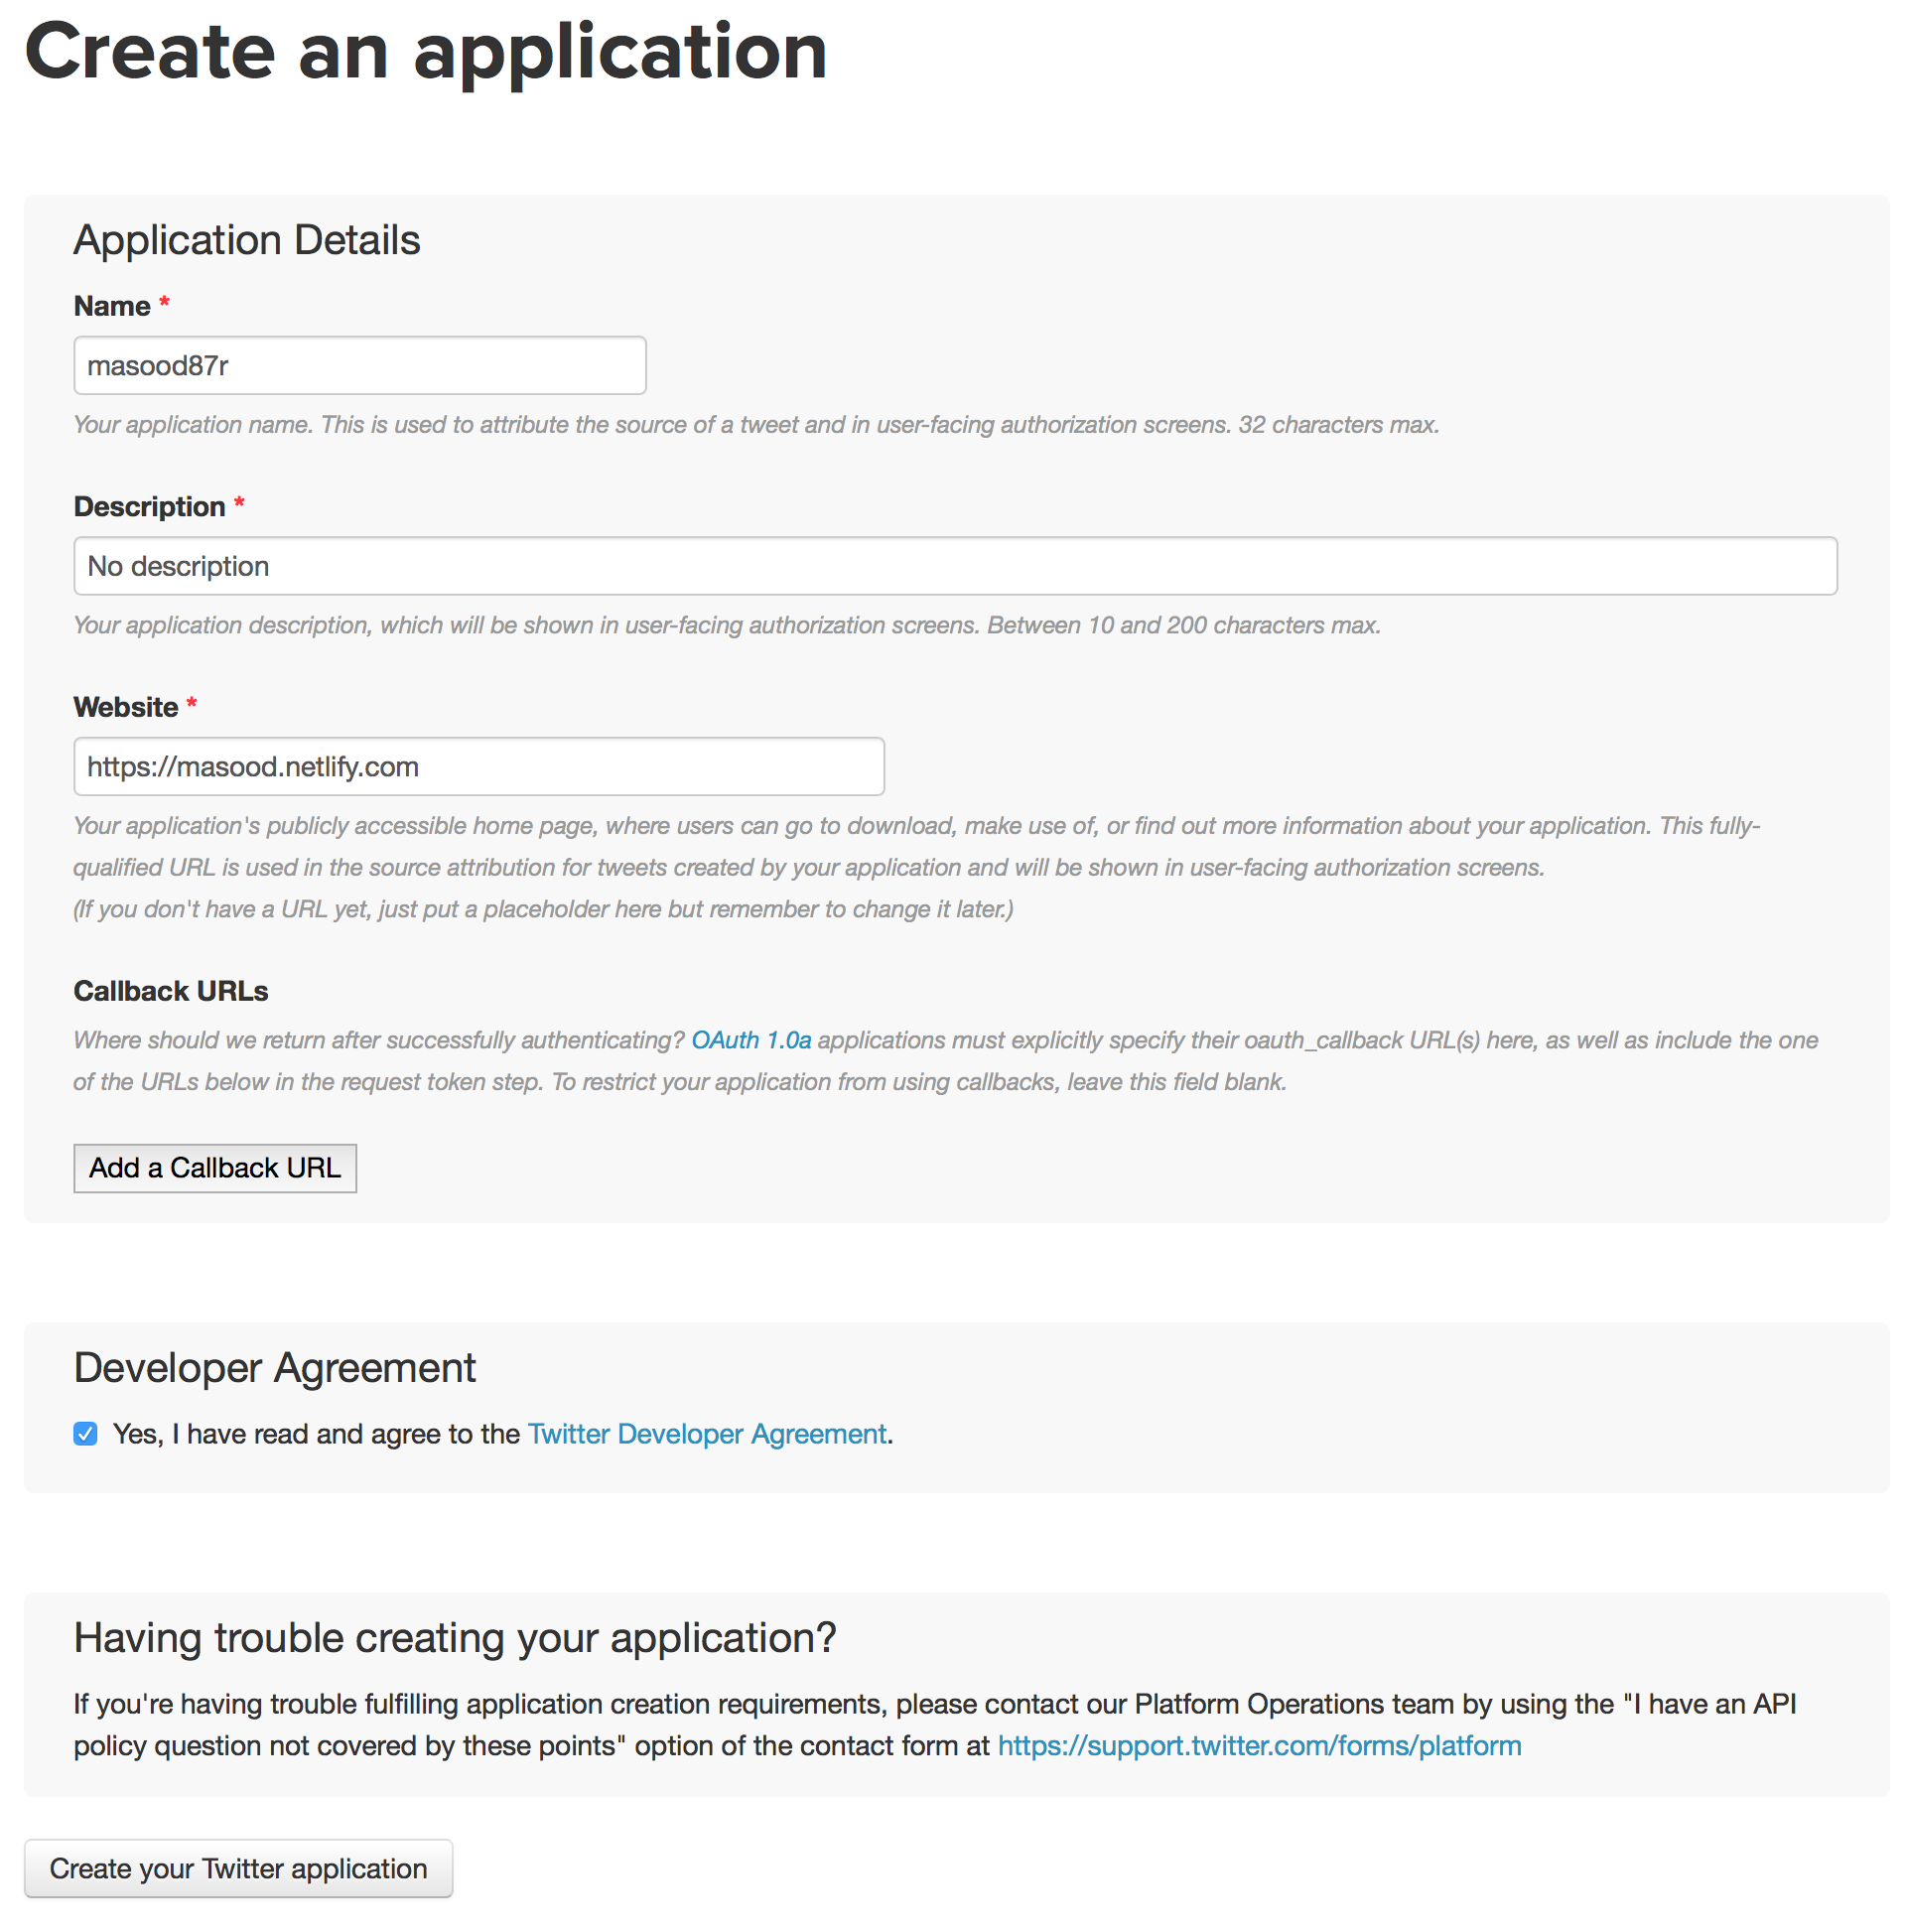 Create an application
Application Details
Name *
masood87r
Your application name. This is used to attribute the source of a tweet and in user-facing authorization screens. 32 characters max.
Description *
No description
Your application description, which will be shown in user-facing authorization screens. Between 10 and 200 characters max.
Website *
https://masood.netlify.com
Your application's publicly accessible home page, where users can go to download, make use of, or find out more information about your application. This fully-
qualified URL is used in the source attribution for tweets created by your application and will be shown in user-facing authorization screens.
(If you don't have a URL yet, just put a placeholder here but remember to change it later.)
Callback URLs
Where should we return after successfully authenticating? OAuth 1.0a applications must explicitly specify their oauth_callback URL(s) here, as well as include the one
of the URLs below in the request token step. To restrict your application from using callbacks, leave this field blank.
Add a Callback URL
Developer Agreement
Yes, I have read and agree to the Twitter Developer Agreement.
Having trouble creating your application?
If you're having trouble fulfilling application creation requirements, please contact our Platform Operations team by using the "I have an API
policy question not covered by these points" option of the contact form at https://support.twitter.com/forms/platform
Create your Twitter application